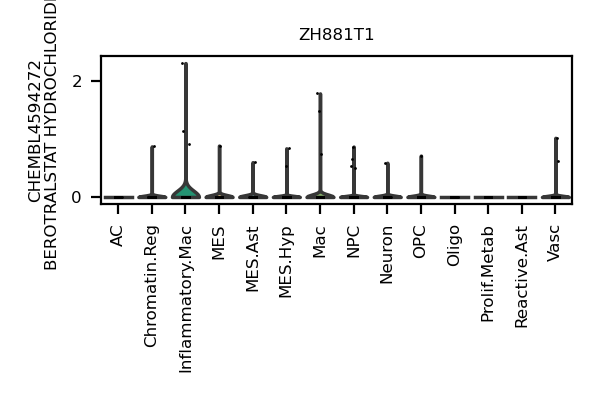 ZH881T1
CHEMBL4594272
BEROTRALSTAT HYDROCHLORID
2
0
AC
Chromatin.Reg
Inflammatory.Mac
MES
MES.Ast
MES.Hyp
Mac
NPC
Neuron
OPC
Oligo
Prolif.Metab
Reactive.Ast
Vasc